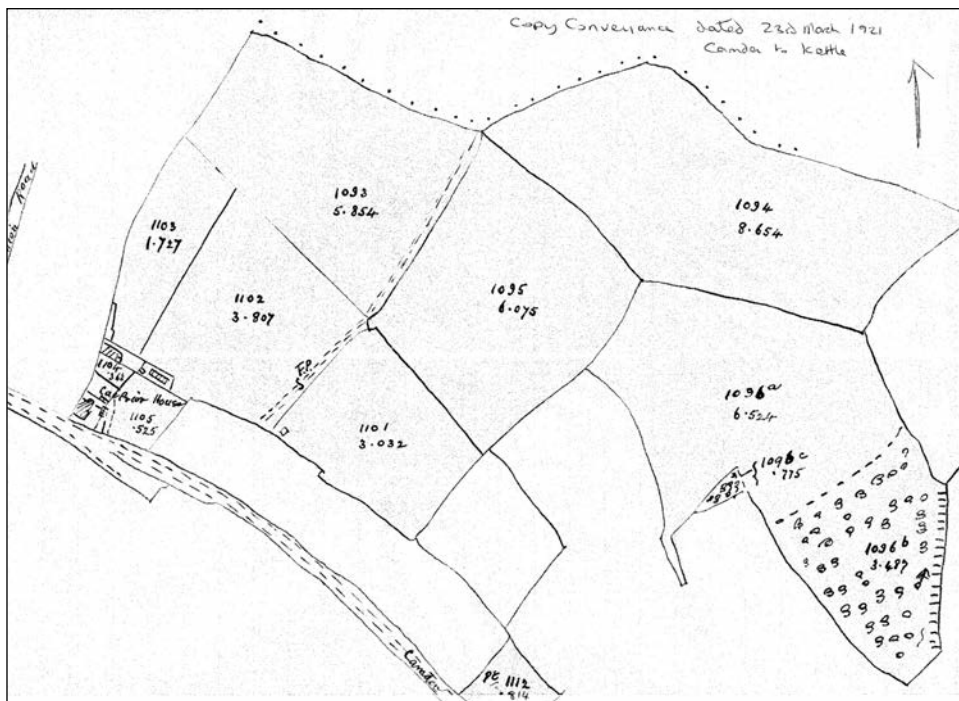 Copy Conveyance dated 23rd March 1921
Camden to Kettle
1093
5.854
1094
8.654
1103
1.727
1102
3.807
1095
6.075
F.P.
1104
1096a
6.524
House
1105
.525
1101
3.032
1096c
.775
1096b
3.487
Camden
Pt. 1112
.814